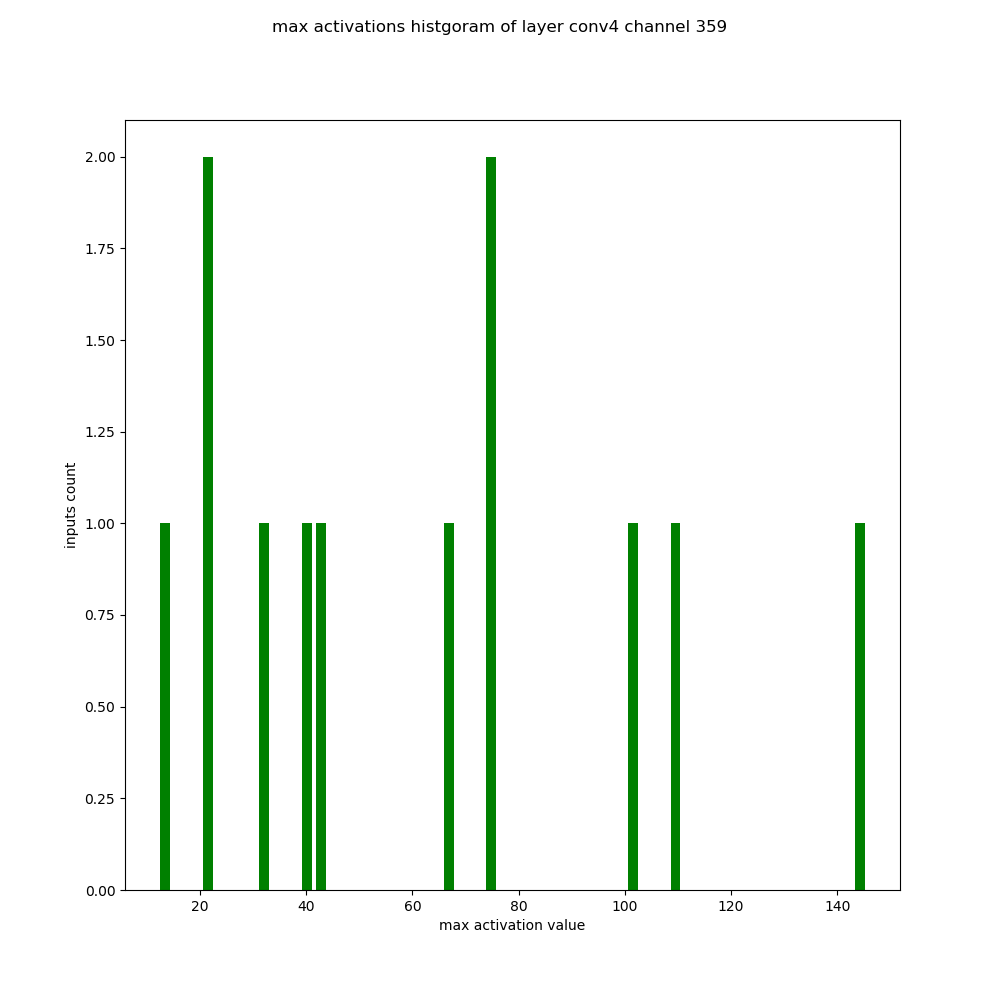 max activations histgoram of layer conv4 channel 359
2.00
1.75
1.50
1.25
1.00
0.75
0.50
0.25
0.00
inputs count
20 40 60 80 100 120 140
max activation value